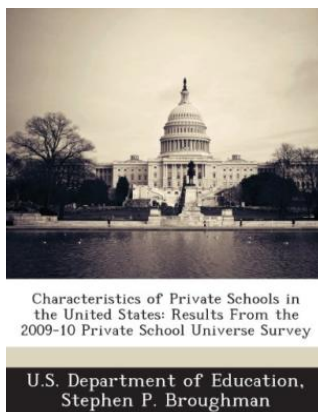 Characteristics of Private Schools in
the United States: Results From the
2009-10 Private School Universe Survey
U.S. Department of Education,
Stephen P. Broughman